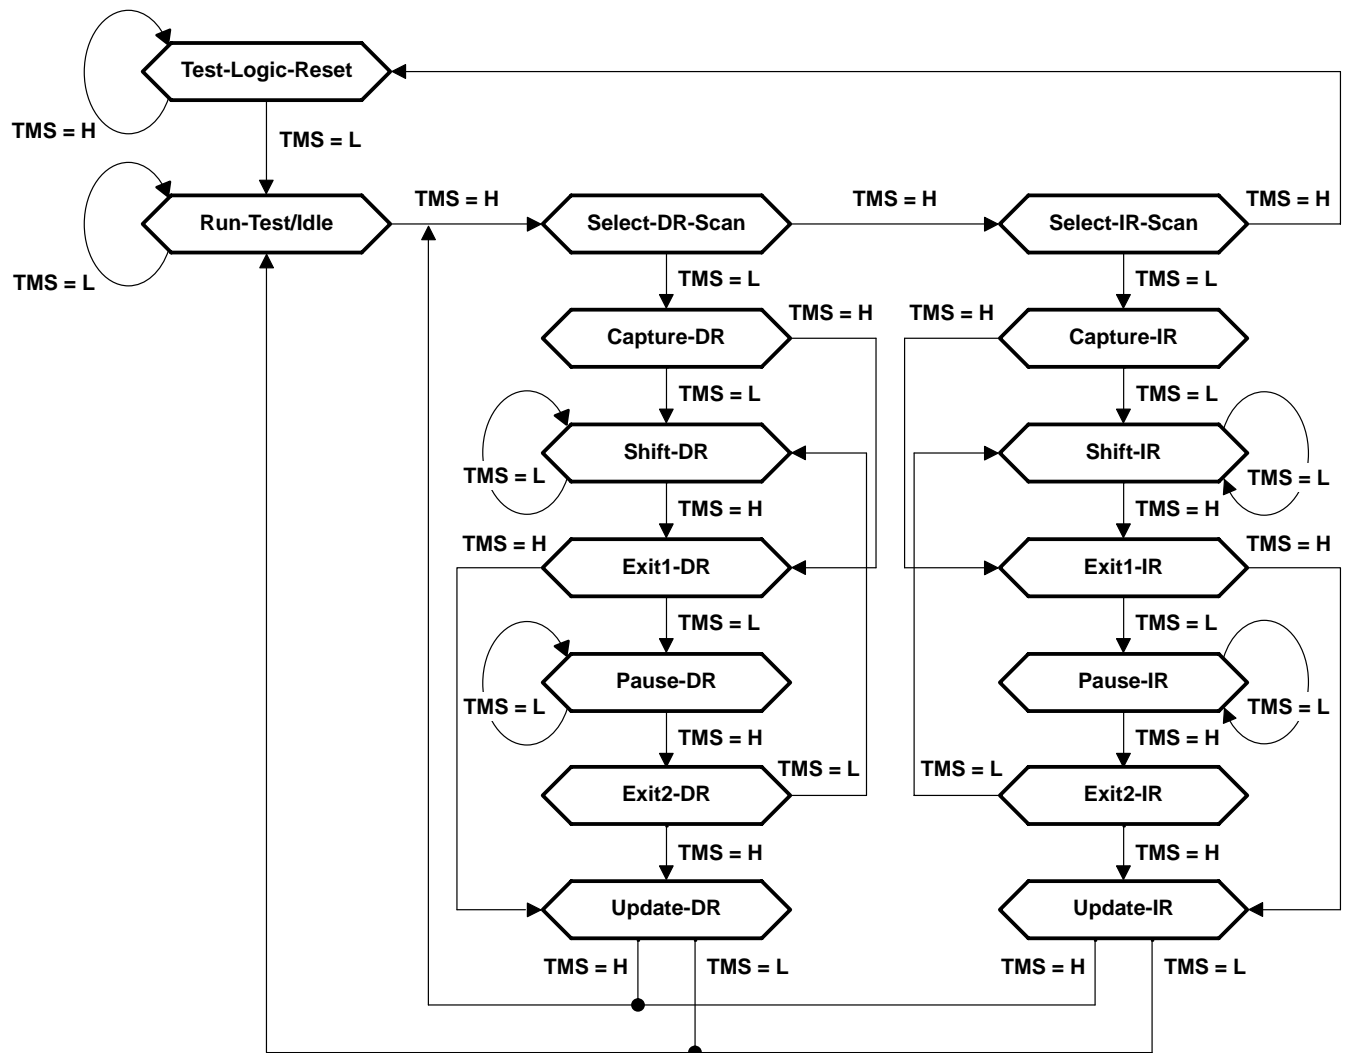 Test-Logic-Reset
TMS = H
TMS = L
Run-Test/Idle
TMS = H
Select-DR-Scan
TMS = H
Select-IR-Scan
TMS = H
TMS = L
TMS = L
TMS = L
Capture-DR
TMS = H
TMS = H
Capture-IR
TMS = L
TMS = L
Shift-DR
TMS = L
Shift-IR
TMS = L
TMS = H
TMS = H
TMS = H
Exit1-DR
Exit1-IR
TMS = H
TMS = L
TMS = L
Pause-DR
TMS = L
Pause-IR
TMS = L
TMS = H
TMS = H
Exit2-DR
TMS = L
TMS = L
Exit2-IR
TMS = H
TMS = H
Update-DR
Update-IR
TMS = H
TMS = L
TMS = H
TMS = L